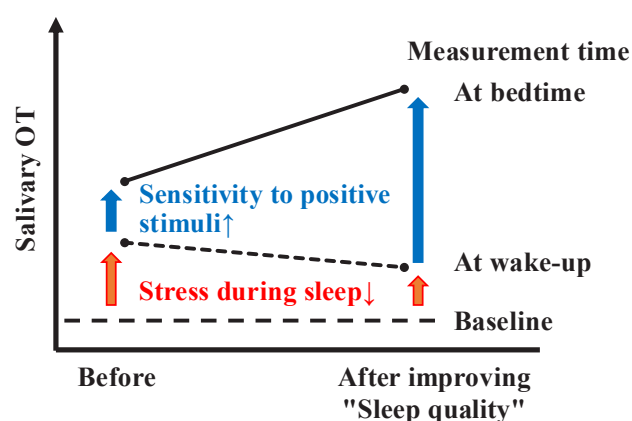 Measurement time
At bedtime
Salivary OT
Sensitivity to positive
stimuli↑
At wake-up
Stress during sleep↓
Baseline
Before
After improving
"Sleep quality"